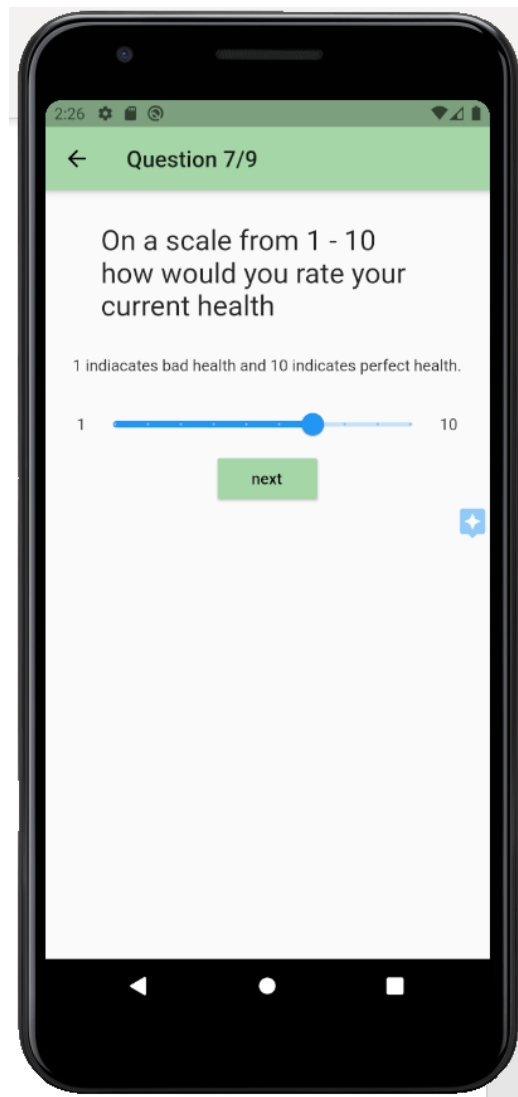 2:26
Question 7/9
On a scale from 1 - 10
how would you rate your
current health
1 indiacates bad health and 10 indicates perfect health.
1 10
next